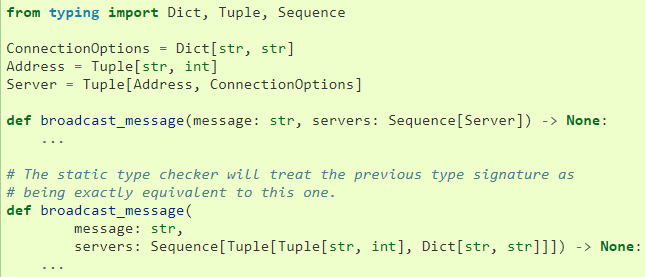 from typing import Dict, Tuple, Sequence

ConnectionOptions = Dict[str, str]
Address = Tuple[str, int]
Server = Tuple[Address, ConnectionOptions]

def broadcast_message(message: str, servers: Sequence[Server]) -> None:
    ...

# The static type checker will treat the previous type signature as
# being exactly equivalent to this one.
def broadcast_message(
        message: str,
        servers: Sequence[Tuple[Tuple[str, int], Dict[str, str]]]) -> None:
    ...